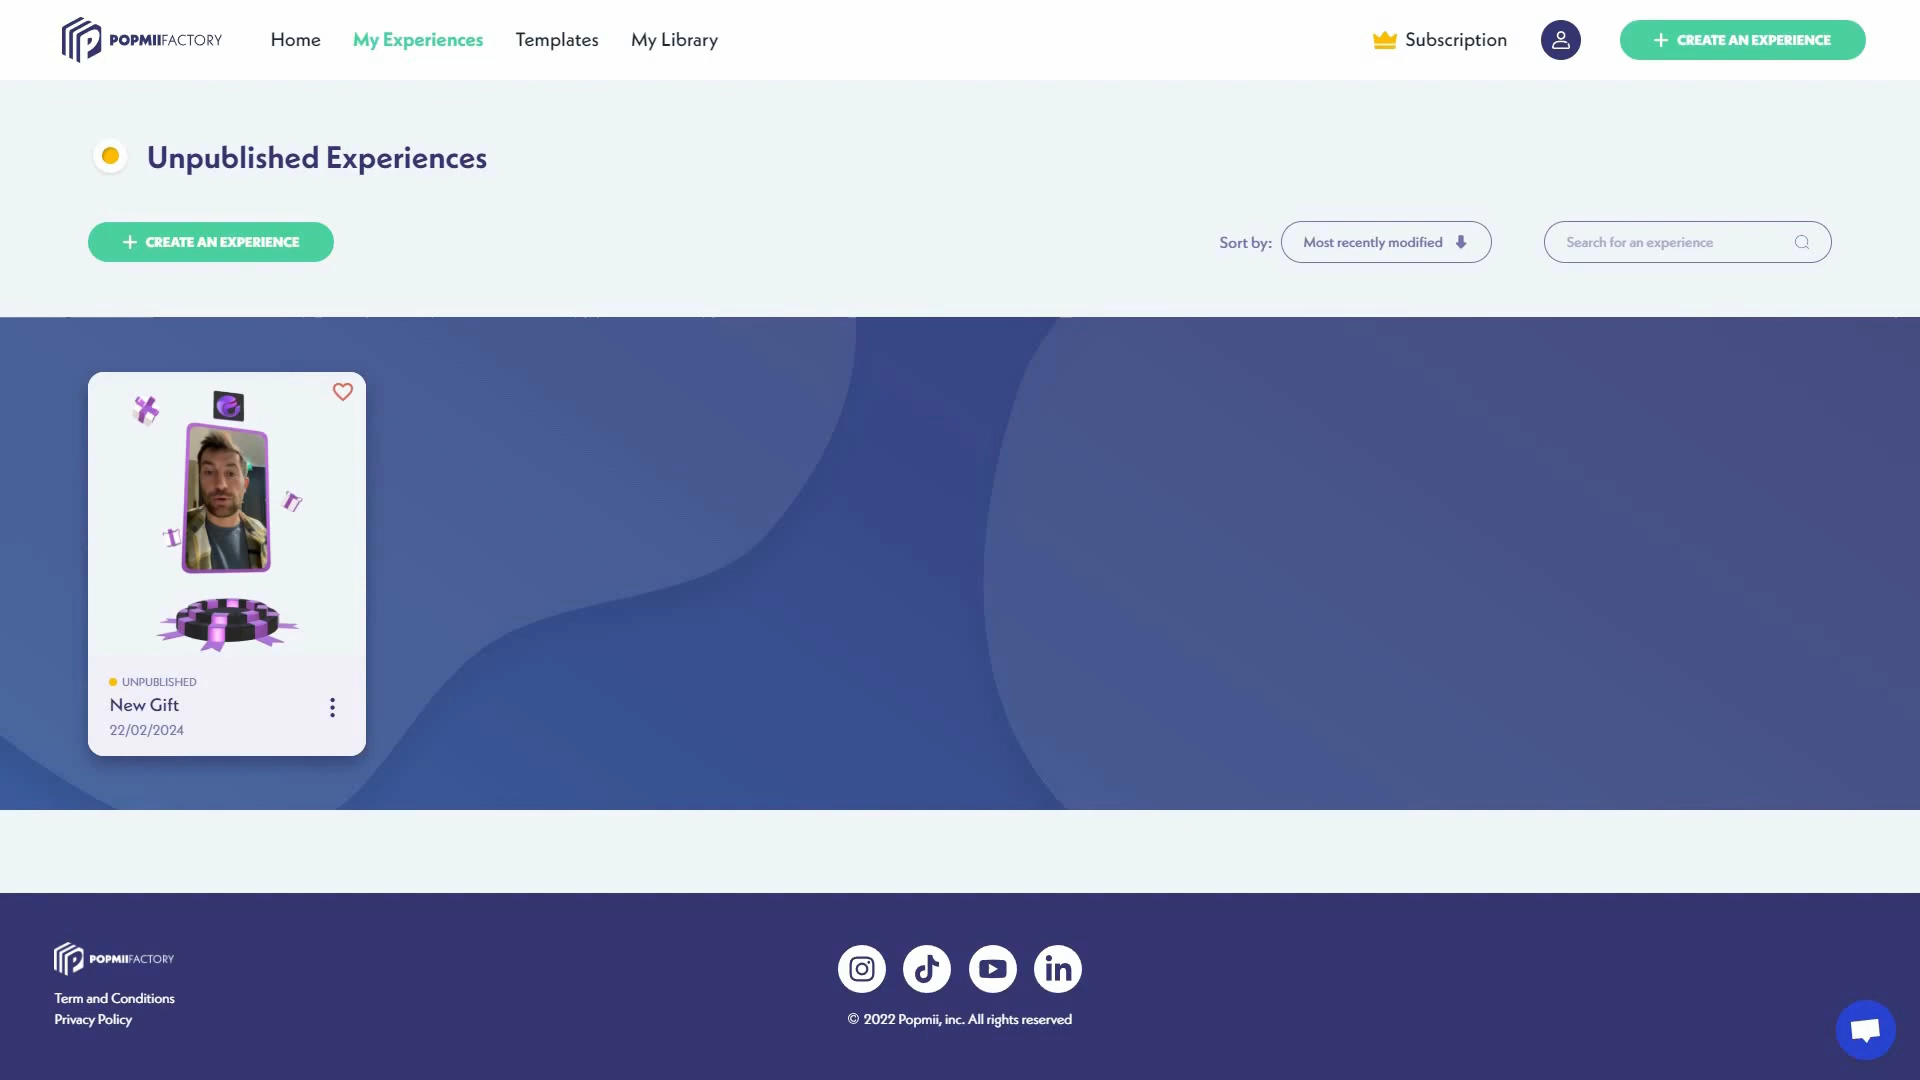 POPMIIFACTORY
Home
My Experiences
Templates
My Library
Subscription
CREATE AN EXPERIENCE
Unpublished Experiences
CREATE AN EXPERIENCE
Sort by:
Most recently modified
Search for an experience
UNPUBLISHED
New Gift
22/02/2024
POPMIIFACTORY
Term and Conditions
Privacy Policy
© 2022 Popmii, inc. All rights reserved